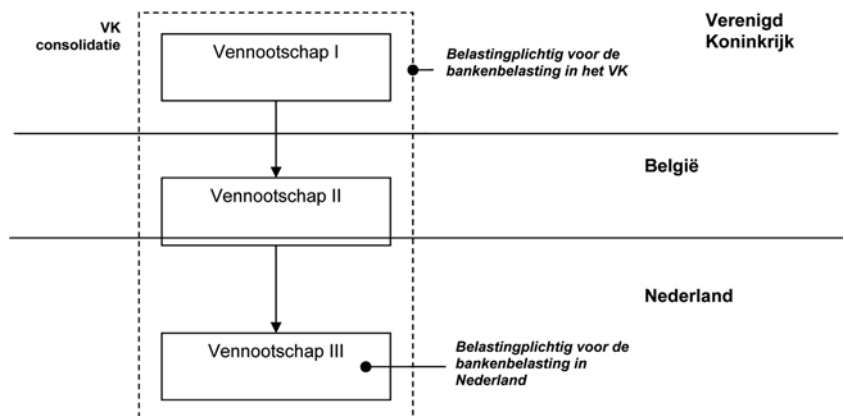 VK
consolidatie
Vennootschap I
Verenigd
Koninkrijk
Belastingplichtig voor de
bankenbelasting in het VK
België
Vennootschap II
Nederland
Vennootschap III
Belastingplichtig voor de
bankenbelasting in
Nederland